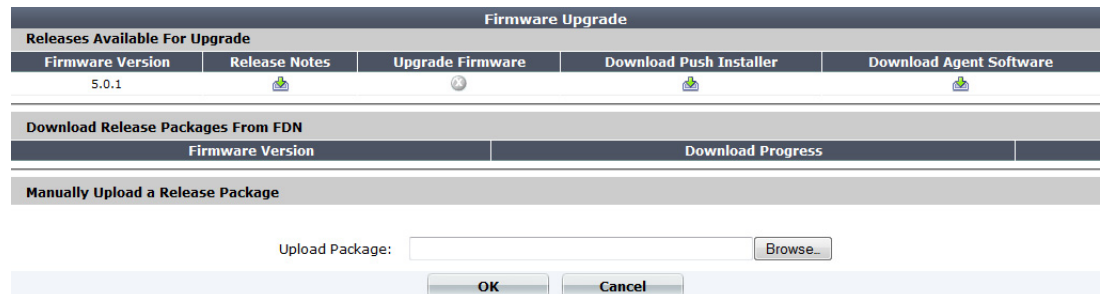 Firmware Upgrade
Releases Available For Upgrade
Firmware Version Release Notes Upgrade Firmware Download Push Installer Download Agent Software
5.0.1
Download Release Packages From FDN
Firmware Version Download Progress
Manually Upload a Release Package
Upload Package: Browse...
OK Cancel